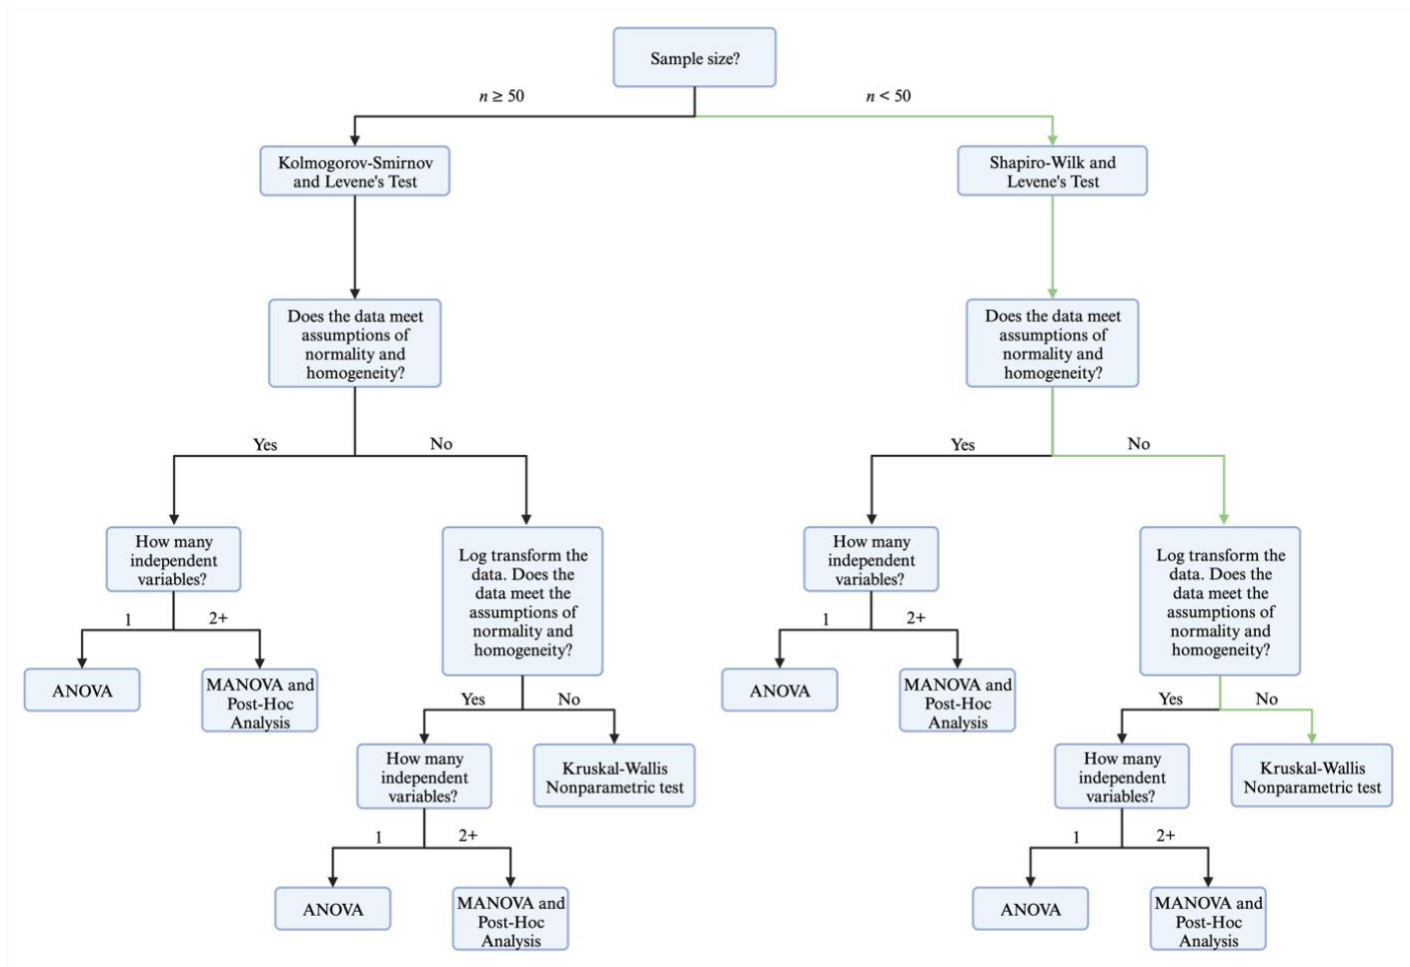 Sample size?
n ≥ 50
n < 50
Kolmogorov-Smirnov
and Levene's Test
Shapiro-Wilk and
Levene's Test
Does the data meet
assumptions of
normality and
homogeneity?
Does the data meet
assumptions of
normality and
homogeneity?
Yes
No
Yes
No
How many
independent
variables?
Log transform the
data. Does the
data meet the
assumptions of
normality and
homogeneity?
How many
independent
variables?
Log transform the
data. Does the
data meet the
assumptions of
normality and
homogeneity?
1
2+
1
2+
ANOVA
MANOVA and
Post-Hoc
Analysis
ANOVA
MANOVA and
Post-Hoc
Analysis
Yes
No
Yes
No
How many
independent
variables?
Kruskal-Wallis
Nonparametric test
How many
independent
variables?
Kruskal-Wallis
Nonparametric test
1
2+
1
2+
ANOVA
MANOVA and
Post-Hoc
Analysis
ANOVA
MANOVA and
Post-Hoc
Analysis